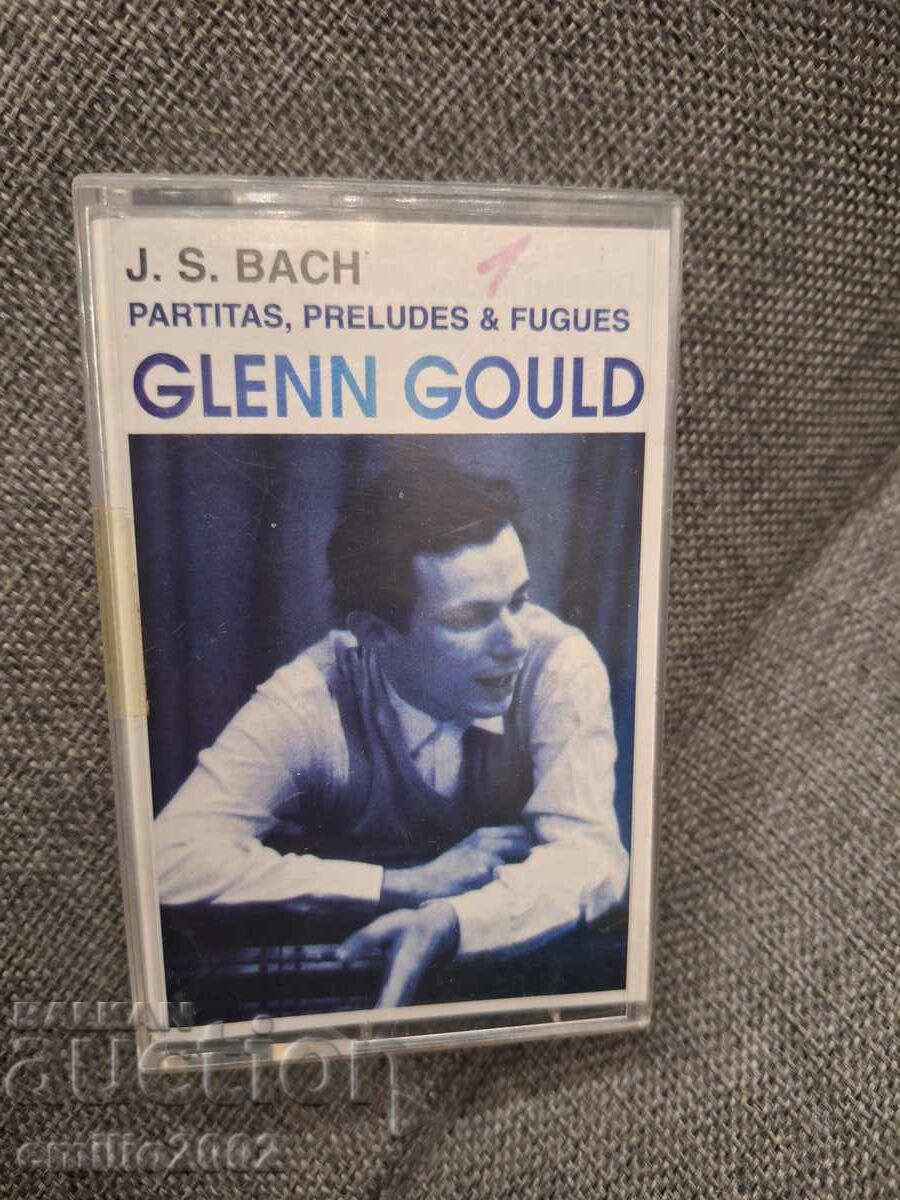 J. S. BACH
1
PARTITAS, PRELUDES & FUGUES
GLENN GOULD
BALKAN
auction
emilio2002